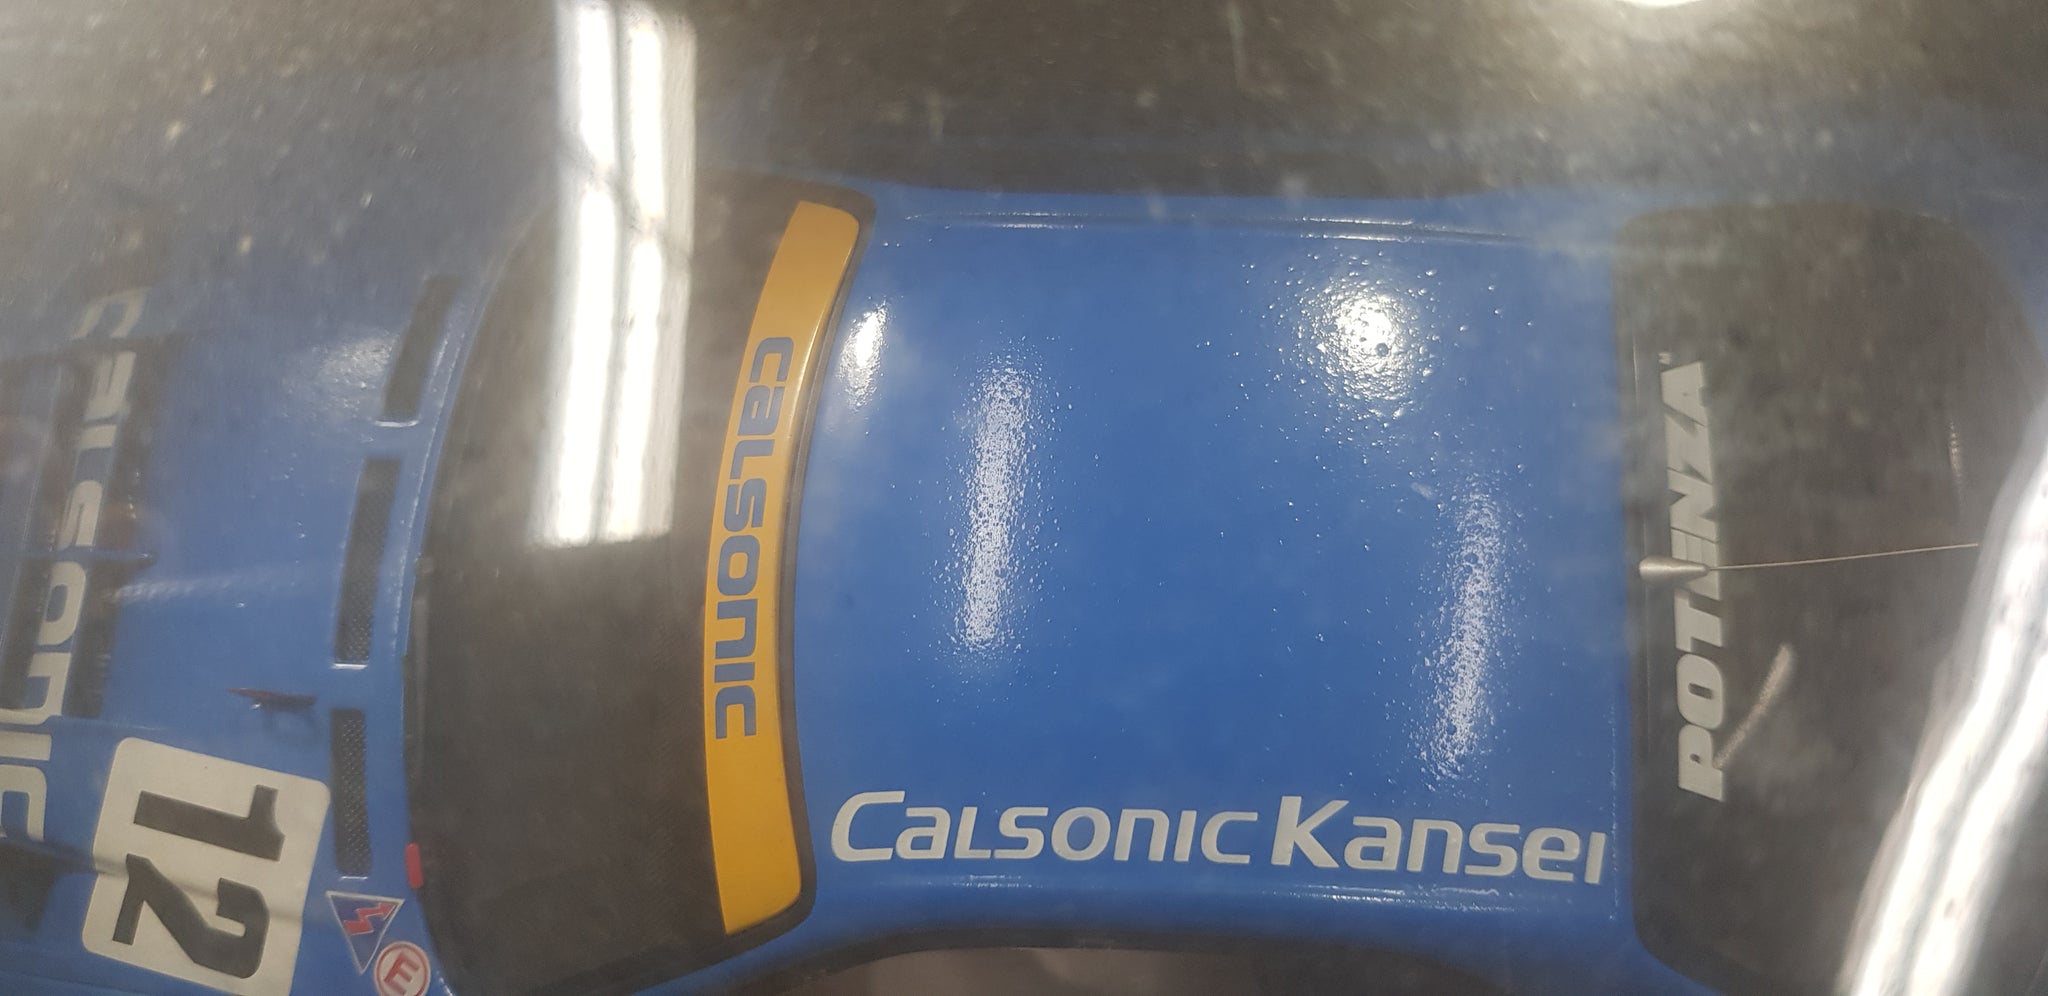 calsonic
12
E
calsonic
CALSONIC KANSEI
POTENZA